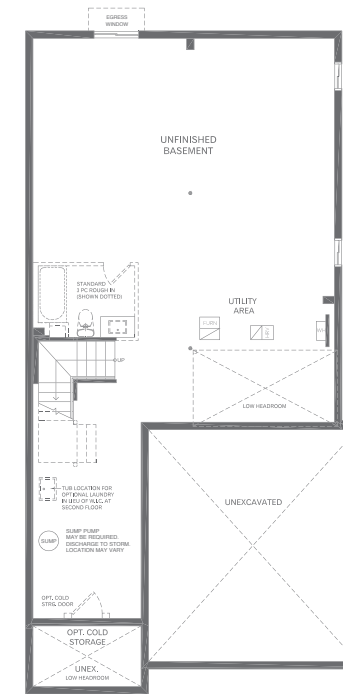 EGRESS
WINDOW
UNFINISHED
BASEMENT
STANDARD
3 PC ROUGH IN
(SHOWN DOTTED)
UTILITY
AREA
FURN
UP
LOW HEADROOM
TUB LOCATION FOR
OPTIONAL LAUNDRY
IN LIEU OF W.I.C. AT
SECOND FLOOR
UNEXCAVATED
SUMP
SUMP PUMP
MAY BE REQUIRED.
DISCHARGE TO STORM.
LOCATION MAY VARY
OPT. COLD
STRG. DOOR
OPT. COLD
STORAGE
UNEX.
LOW HEADROOM